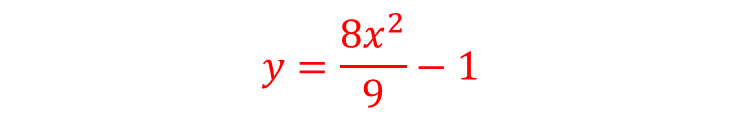 y = 8x²/9 − 1